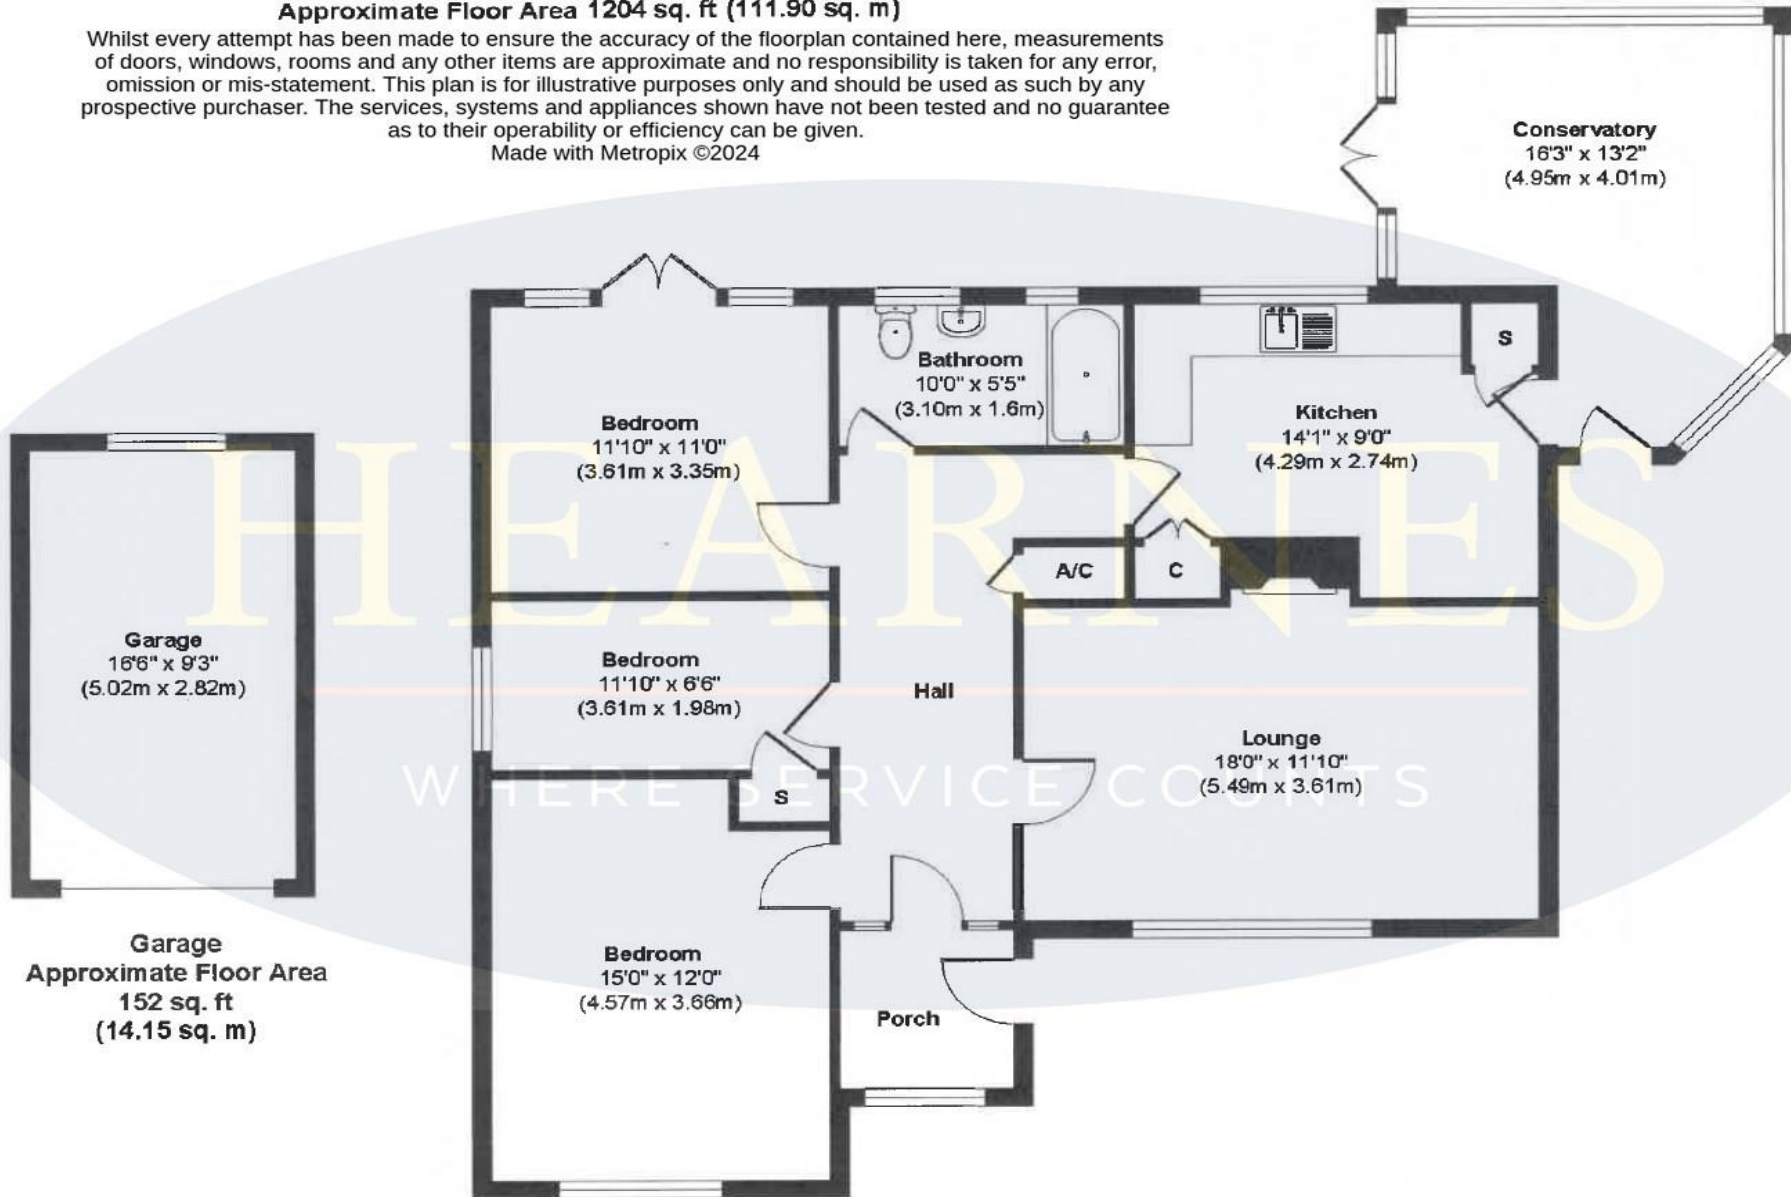 Approximate Floor Area 1204 sq. ft (111.90 sq. m)
Whilst every attempt has been made to ensure the accuracy of the floorplan contained here, measurements
of doors, windows, rooms and any other items are approximate and no responsibility is taken for any error,
omission or mis-statement. This plan is for illustrative purposes only and should be used as such by any
prospective purchaser. The services, systems and appliances shown have not been tested and no guarantee
as to their operability or efficiency can be given.
Made with Metropix ©2024
Conservatory
16'3" x 13'2"
(4.95m x 4.01m)
Bedroom
11'10" x 11'0"
(3.61m x 3.35m)
Bathroom
10'0" x 5'5"
(3.10m x 1.6m)
Kitchen
14'1" x 9'0"
(4.29m x 2.74m)
S
A/C
C
HEARNES
Garage
16'6" x 9'3"
(5.02m x 2.82m)
Bedroom
11'10" x 6'6"
(3.61m x 1.98m)
Hall
Lounge
18'0" x 11'10"
(5.49m x 3.61m)
WHERE SERVICE COUNTS
S
Bedroom
15'0" x 12'0"
(4.57m x 3.66m)
Porch
Garage
Approximate Floor Area
152 sq. ft
(14.15 sq. m)